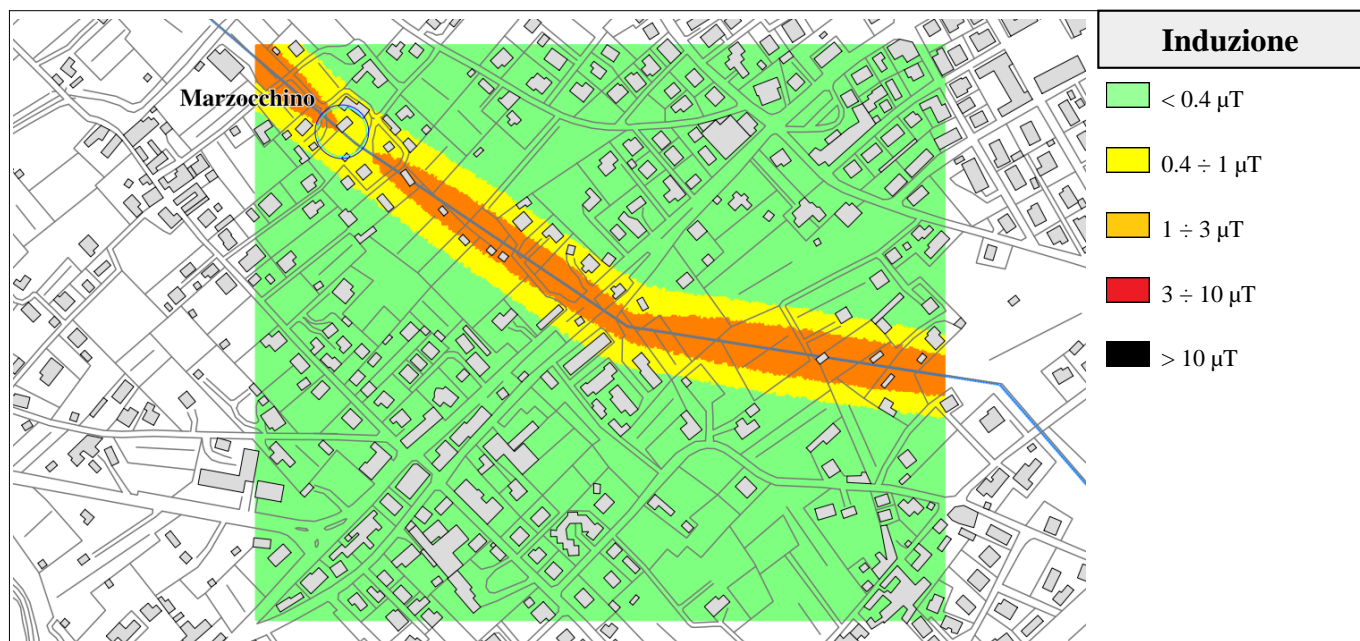 Induzione
Marzocchino
< 0.4 µT
0.4 ÷ 1 µT
1 ÷ 3 µT
3 ÷ 10 µT
> 10 µT